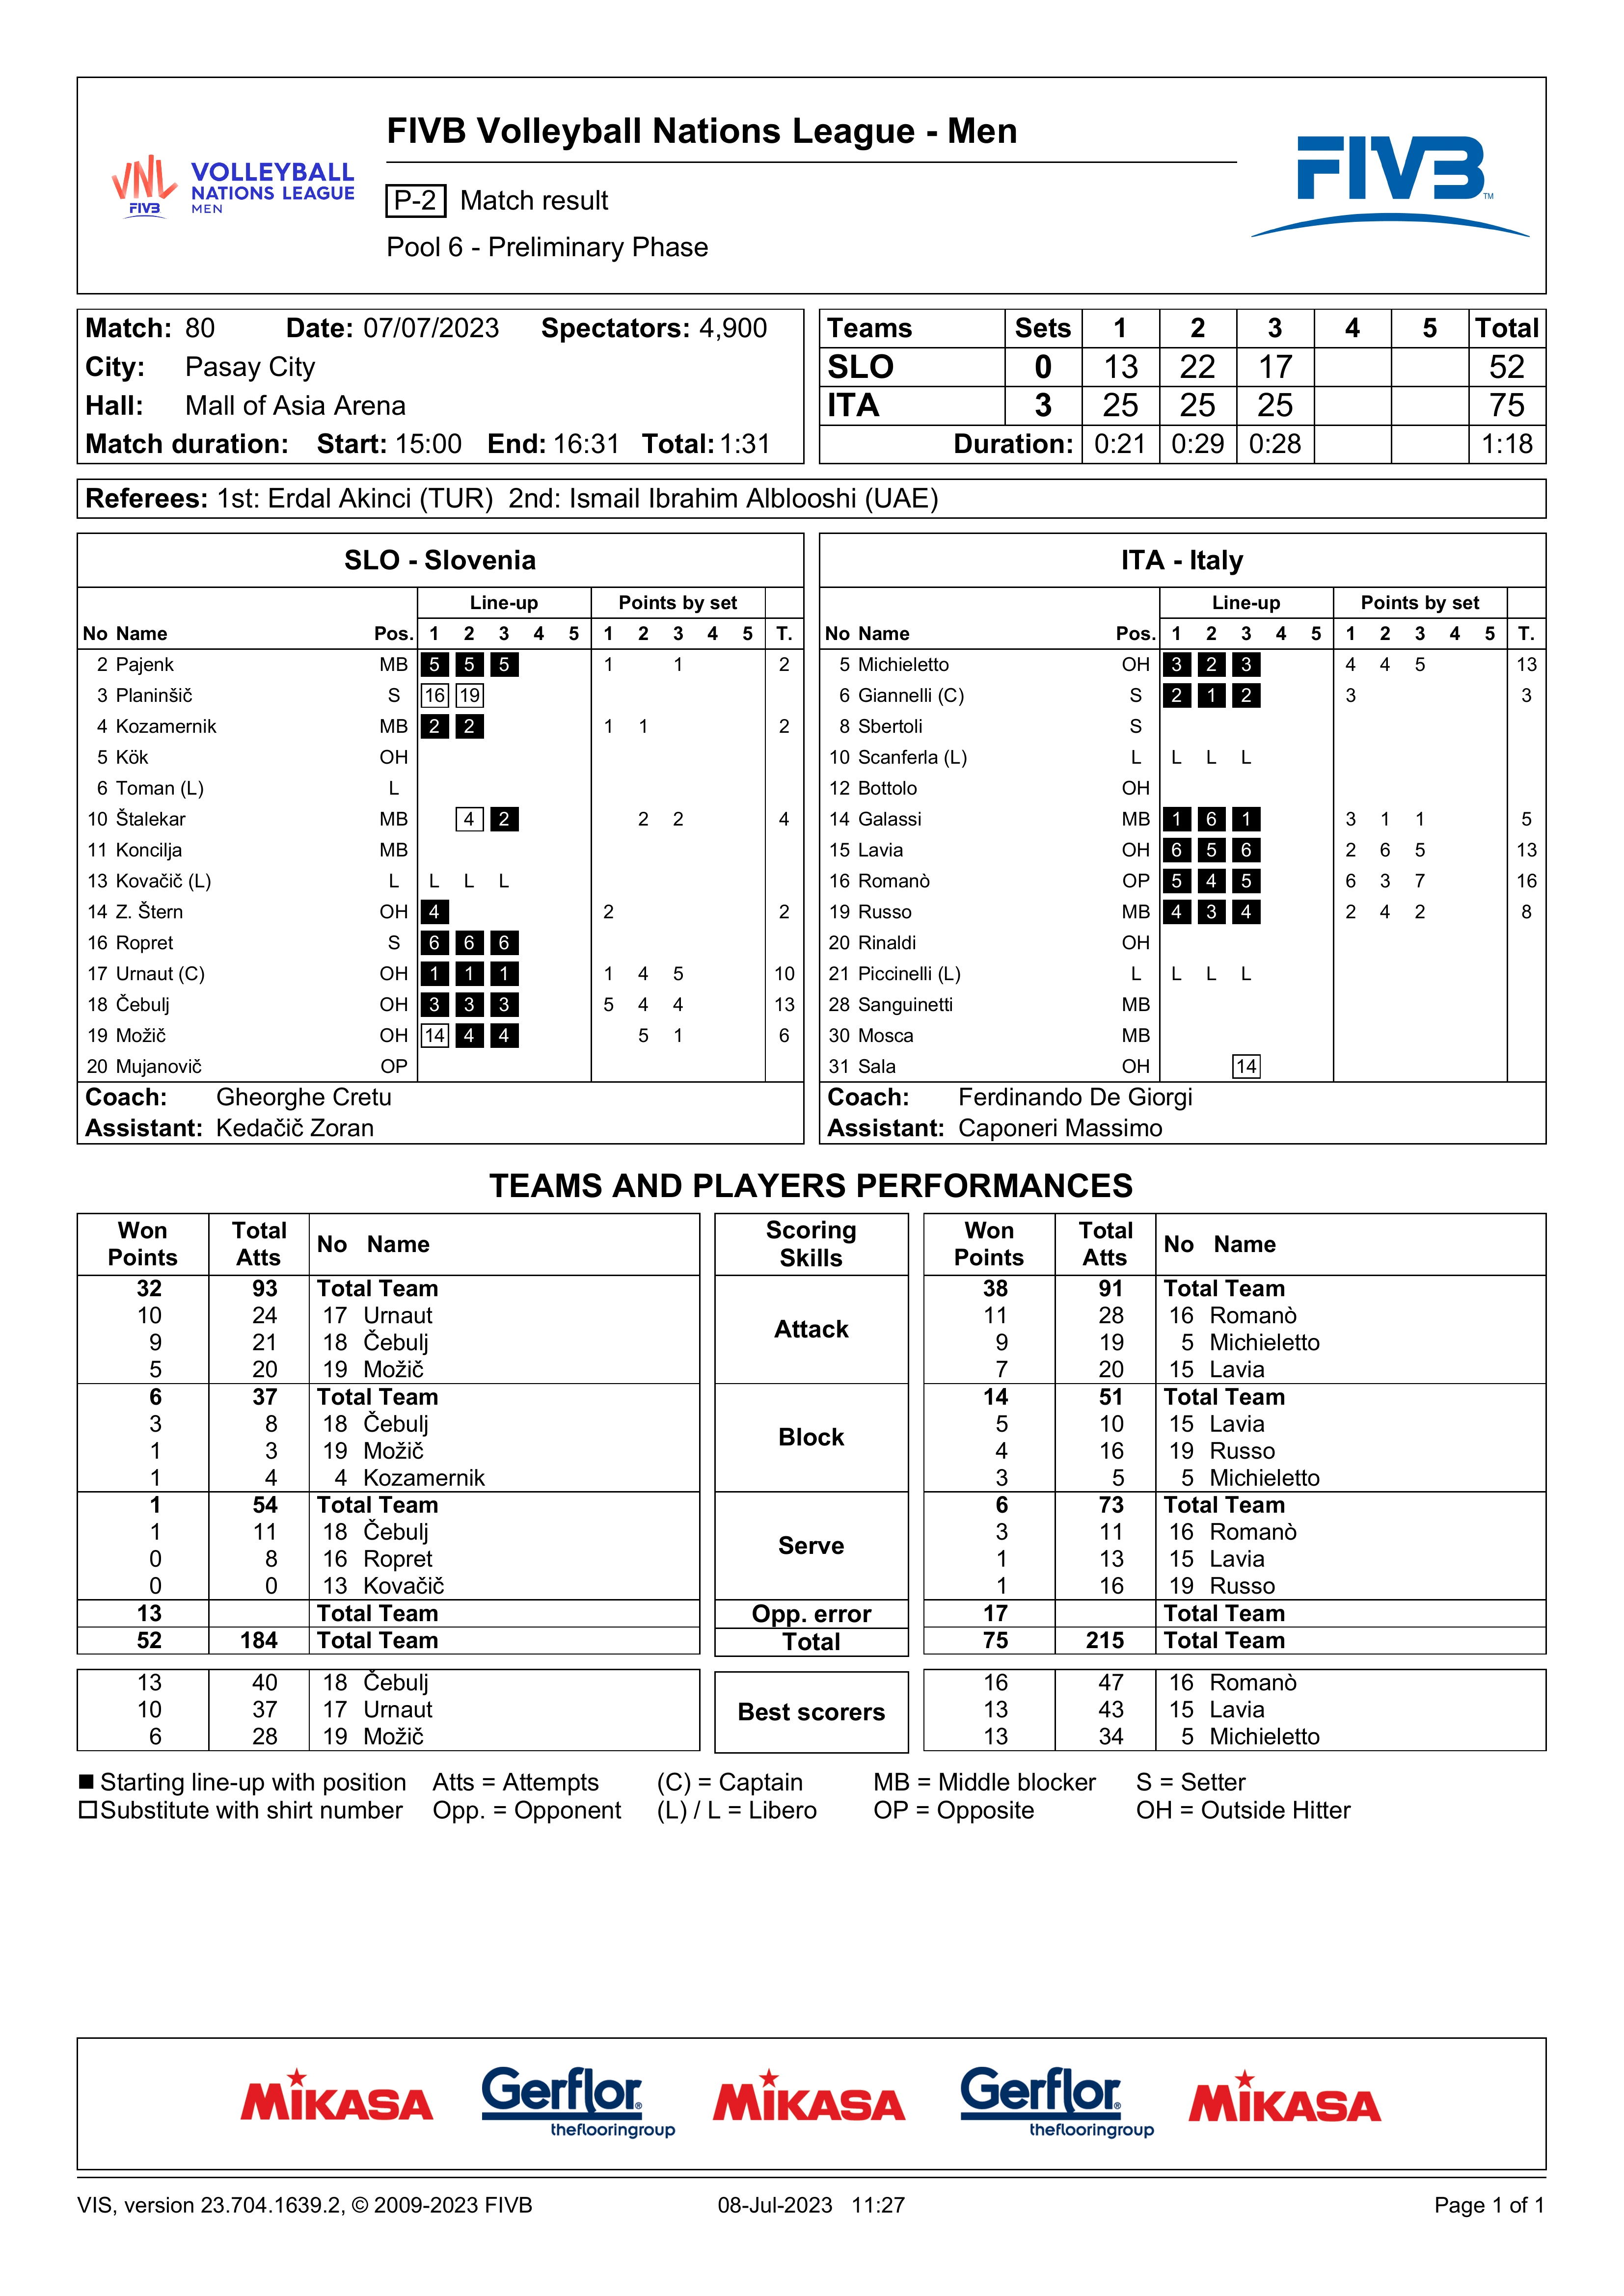 FIVB Volleyball Nations League - Men
VNL FIVB VOLLEYBALL NATIONS LEAGUE MEN
P-2 Match result
Pool 6 - Preliminary Phase
FIVB TM
Match: 80 Date: 07/07/2023 Spectators: 4,900
City: Pasay City
Hall: Mall of Asia Arena
Match duration: Start: 15:00 End: 16:31 Total: 1:31
Teams Sets 1 2 3 4 5 Total
SLO 0 13 22 17 52
ITA 3 25 25 25 75
Duration: 0:21 0:29 0:28 1:18
Referees: 1st: Erdal Akinci (TUR) 2nd: Ismail Ibrahim Alblooshi (UAE)
SLO - Slovenia
Line-up Points by set
No Name Pos. 1 2 3 4 5 1 2 3 4 5 T.
2 Pajenk MB 5 5 5 1 1 2
3 Planinšič S 16 19
4 Kozamernik MB 2 2 1 1 2
5 Kök OH
6 Toman (L) L
10 Štalekar MB 4 2 2 2 4
11 Koncilja MB
13 Kovačič (L) L L L L
14 Z. Štern OH 4 2 2
16 Ropret S 6 6 6
17 Urnaut (C) OH 1 1 1 1 4 5 10
18 Čebulj OH 3 3 3 5 4 4 13
19 Možič OH 14 4 4 5 1 6
20 Mujanovič OP
Coach: Gheorghe Cretu
Assistant: Kedačič Zoran
ITA - Italy
Line-up Points by set
No Name Pos. 1 2 3 4 5 1 2 3 4 5 T.
5 Michieletto OH 3 2 3 4 4 5 13
6 Giannelli (C) S 2 1 2 3 3
8 Sbertoli S
10 Scanferla (L) L L L L
12 Bottolo OH
14 Galassi MB 1 6 1 3 1 1 5
15 Lavia OH 6 5 6 2 6 5 13
16 Romanò OP 5 4 5 6 3 7 16
19 Russo MB 4 3 4 2 4 2 8
20 Rinaldi OH
21 Piccinelli (L) L L L L
28 Sanguinetti MB
30 Mosca MB
31 Sala OH 14
Coach: Ferdinando De Giorgi
Assistant: Caponeri Massimo
TEAMS AND PLAYERS PERFORMANCES
Won Points Total Atts No Name Scoring Skills Won Points Total Atts No Name
32 93 Total Team Attack 38 91 Total Team
10 24 17 Urnaut 11 28 16 Romanò
9 21 18 Čebulj 9 19 5 Michieletto
5 20 19 Možič 7 20 15 Lavia
6 37 Total Team Block 14 51 Total Team
3 8 18 Čebulj 5 10 15 Lavia
1 3 19 Možič 4 16 19 Russo
1 4 4 Kozamernik 3 5 5 Michieletto
1 54 Total Team Serve 6 73 Total Team
1 11 18 Čebulj 3 11 16 Romanò
0 8 16 Ropret 1 13 15 Lavia
0 0 13 Kovačič 1 16 19 Russo
13 Total Team Opp. error 17 Total Team
52 184 Total Team Total 75 215 Total Team
13 40 18 Čebulj Best scorers 16 47 16 Romanò
10 37 17 Urnaut 13 43 15 Lavia
6 28 19 Možič 13 34 5 Michieletto
■ Starting line-up with position Atts = Attempts (C) = Captain MB = Middle blocker S = Setter
□ Substitute with shirt number Opp. = Opponent (L) / L = Libero OP = Opposite OH = Outside Hitter
MIKASA Gerflor® theflooringgroup MIKASA Gerflor® theflooringgroup MIKASA
VIS, version 23.704.1639.2, © 2009-2023 FIVB 08-Jul-2023 11:27 Page 1 of 1